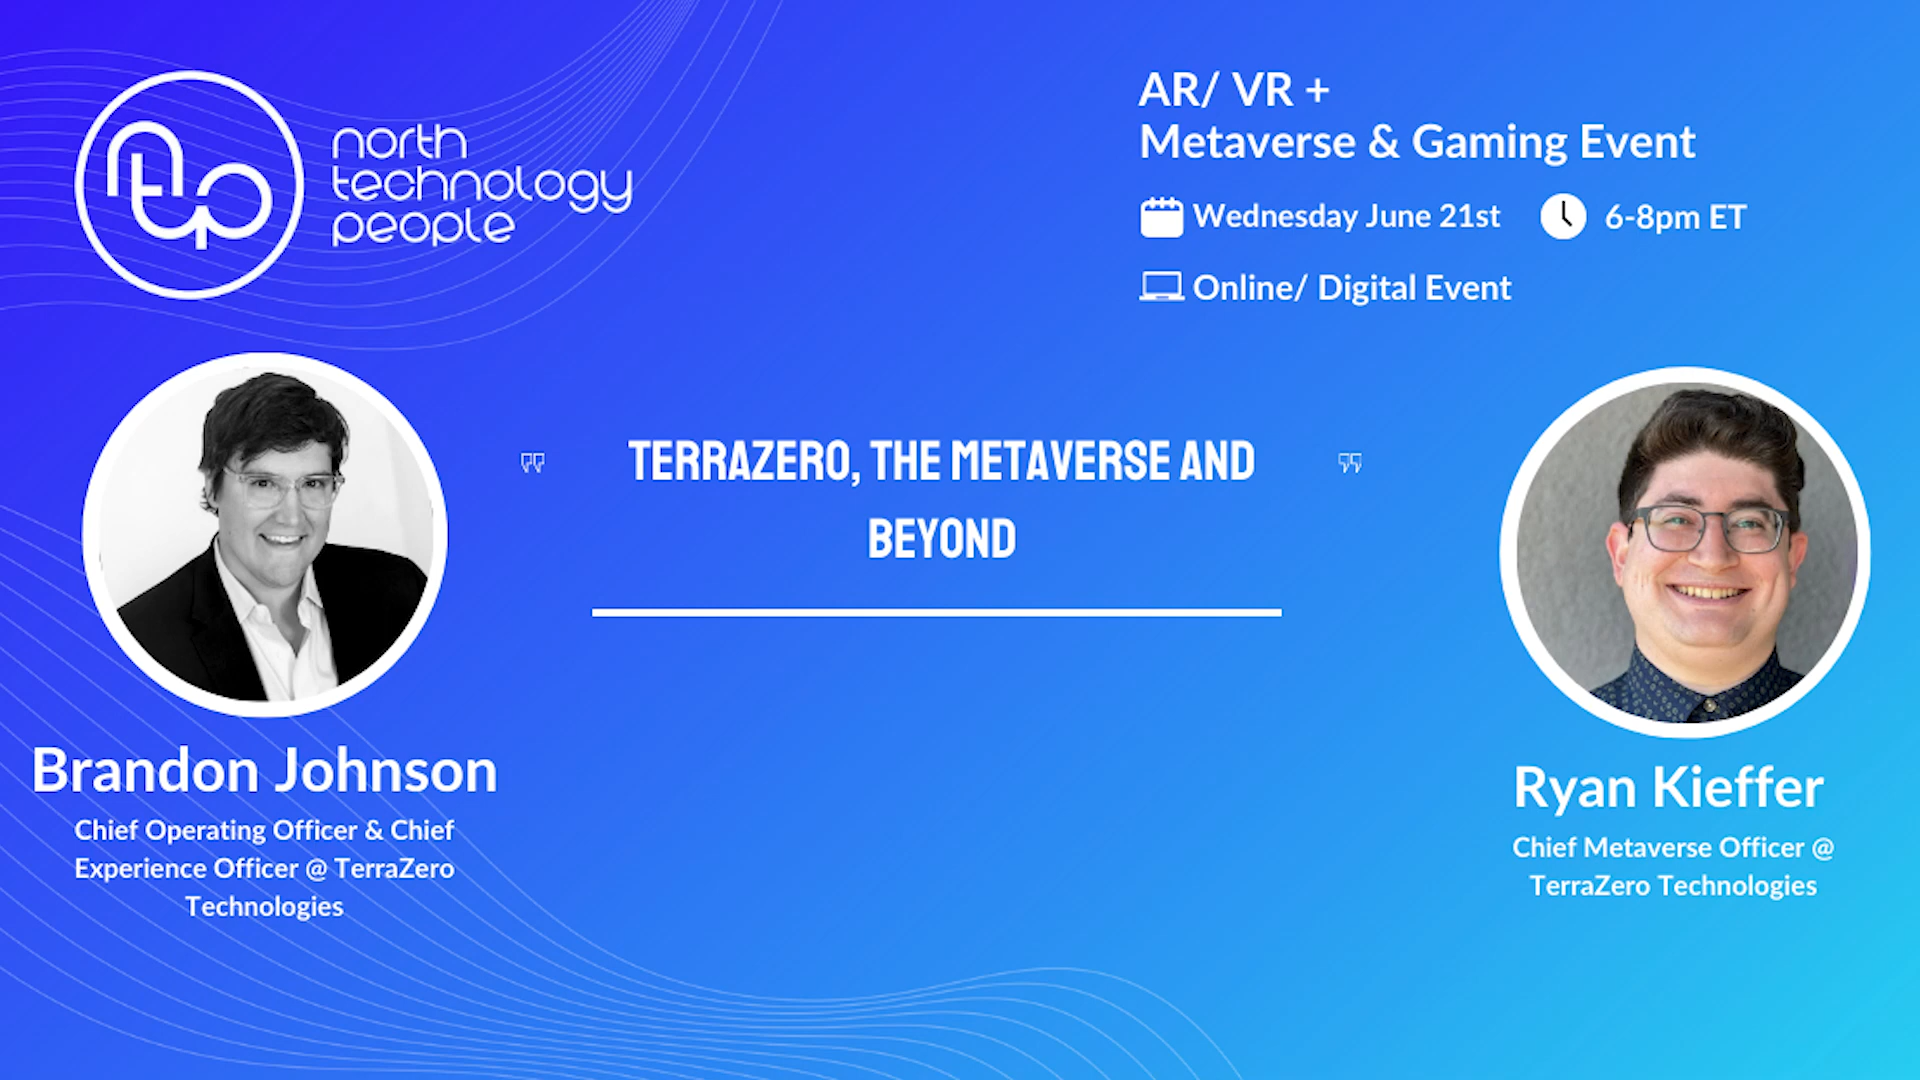 ntp
north
technology
people
AR/ VR +
Metaverse & Gaming Event
Wednesday June 21st
6-8pm ET
Online/ Digital Event
TERRAZERO, THE METAVERSE AND
BEYOND
Brandon Johnson
Chief Operating Officer & Chief
Experience Officer @ TerraZero
Technologies
Ryan Kieffer
Chief Metaverse Officer @
TerraZero Technologies